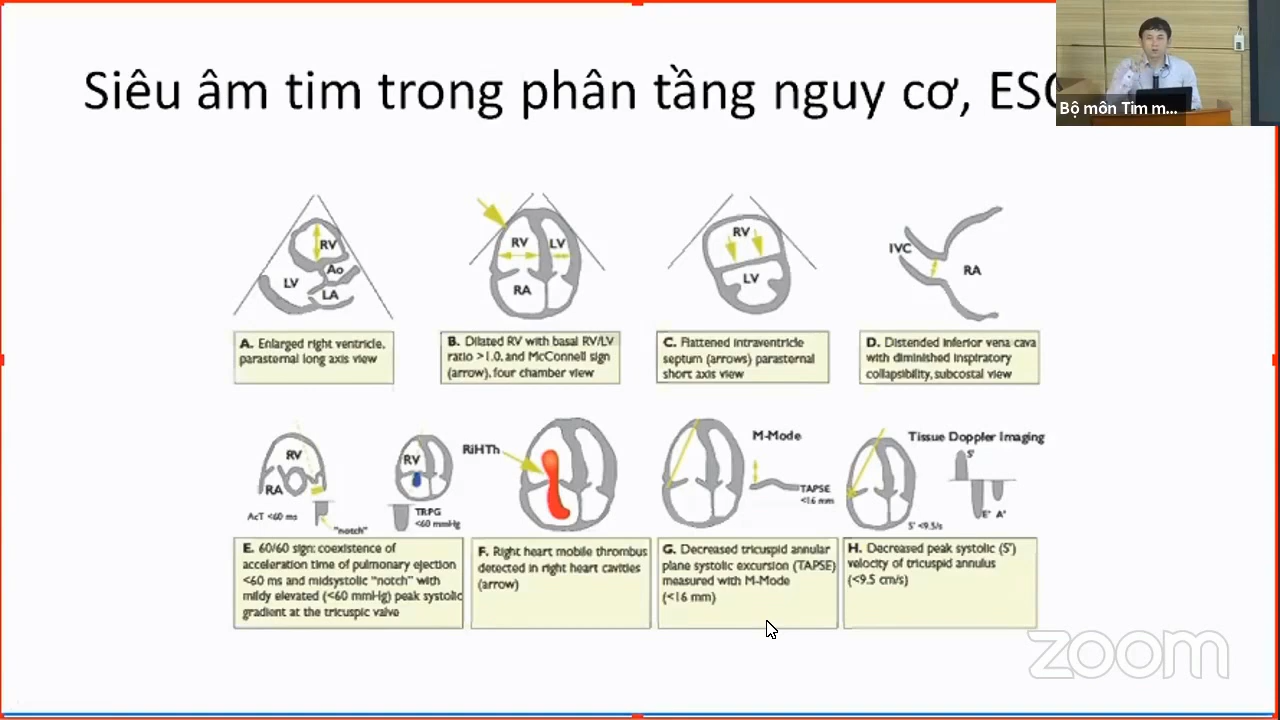 Siêu âm tim trong phân tầng nguy cơ, ESC
Bộ môn Tim m...
RV
Ao
LV
LA
RV
LV
RA
RV
LV
IVC
RA
A. Enlarged right ventricle,
parasternal long axis view
B. Dilated RV with basal RV/LV
ratio >1.0, and McConnell sign
(arrow), four chamber view
C. Flattened intraventricle
septum (arrows) parasternal
short axis view
D. Distended inferior vena cava
with diminished inspiratory
collapsibility, subcostal view
RV
RA
AcT <60 ms
"notch"
RV
TRPG
<60 mmHg
RiHTh
M-Mode
TAPSE
<16 mm
Tissue Doppler Imaging
S'
E' A'
S' <9.5/s
E. 60/60 sign: coexistence of
acceleration time of pulmonary ejection
<60 ms and midsystolic "notch" with
mildy elevated (<60 mmHg) peak systolic
gradient at the tricuspic valve
F. Right heart mobile thrombus
detected in right heart cavities
(arrow)
G. Decreased tricuspid annular
plane systolic excursion (TAPSE)
measured with M-Mode
(<16 mm)
H. Decreased peak systolic (S')
velocity of tricuspid annulus
(<9.5 cm/s)
zoom